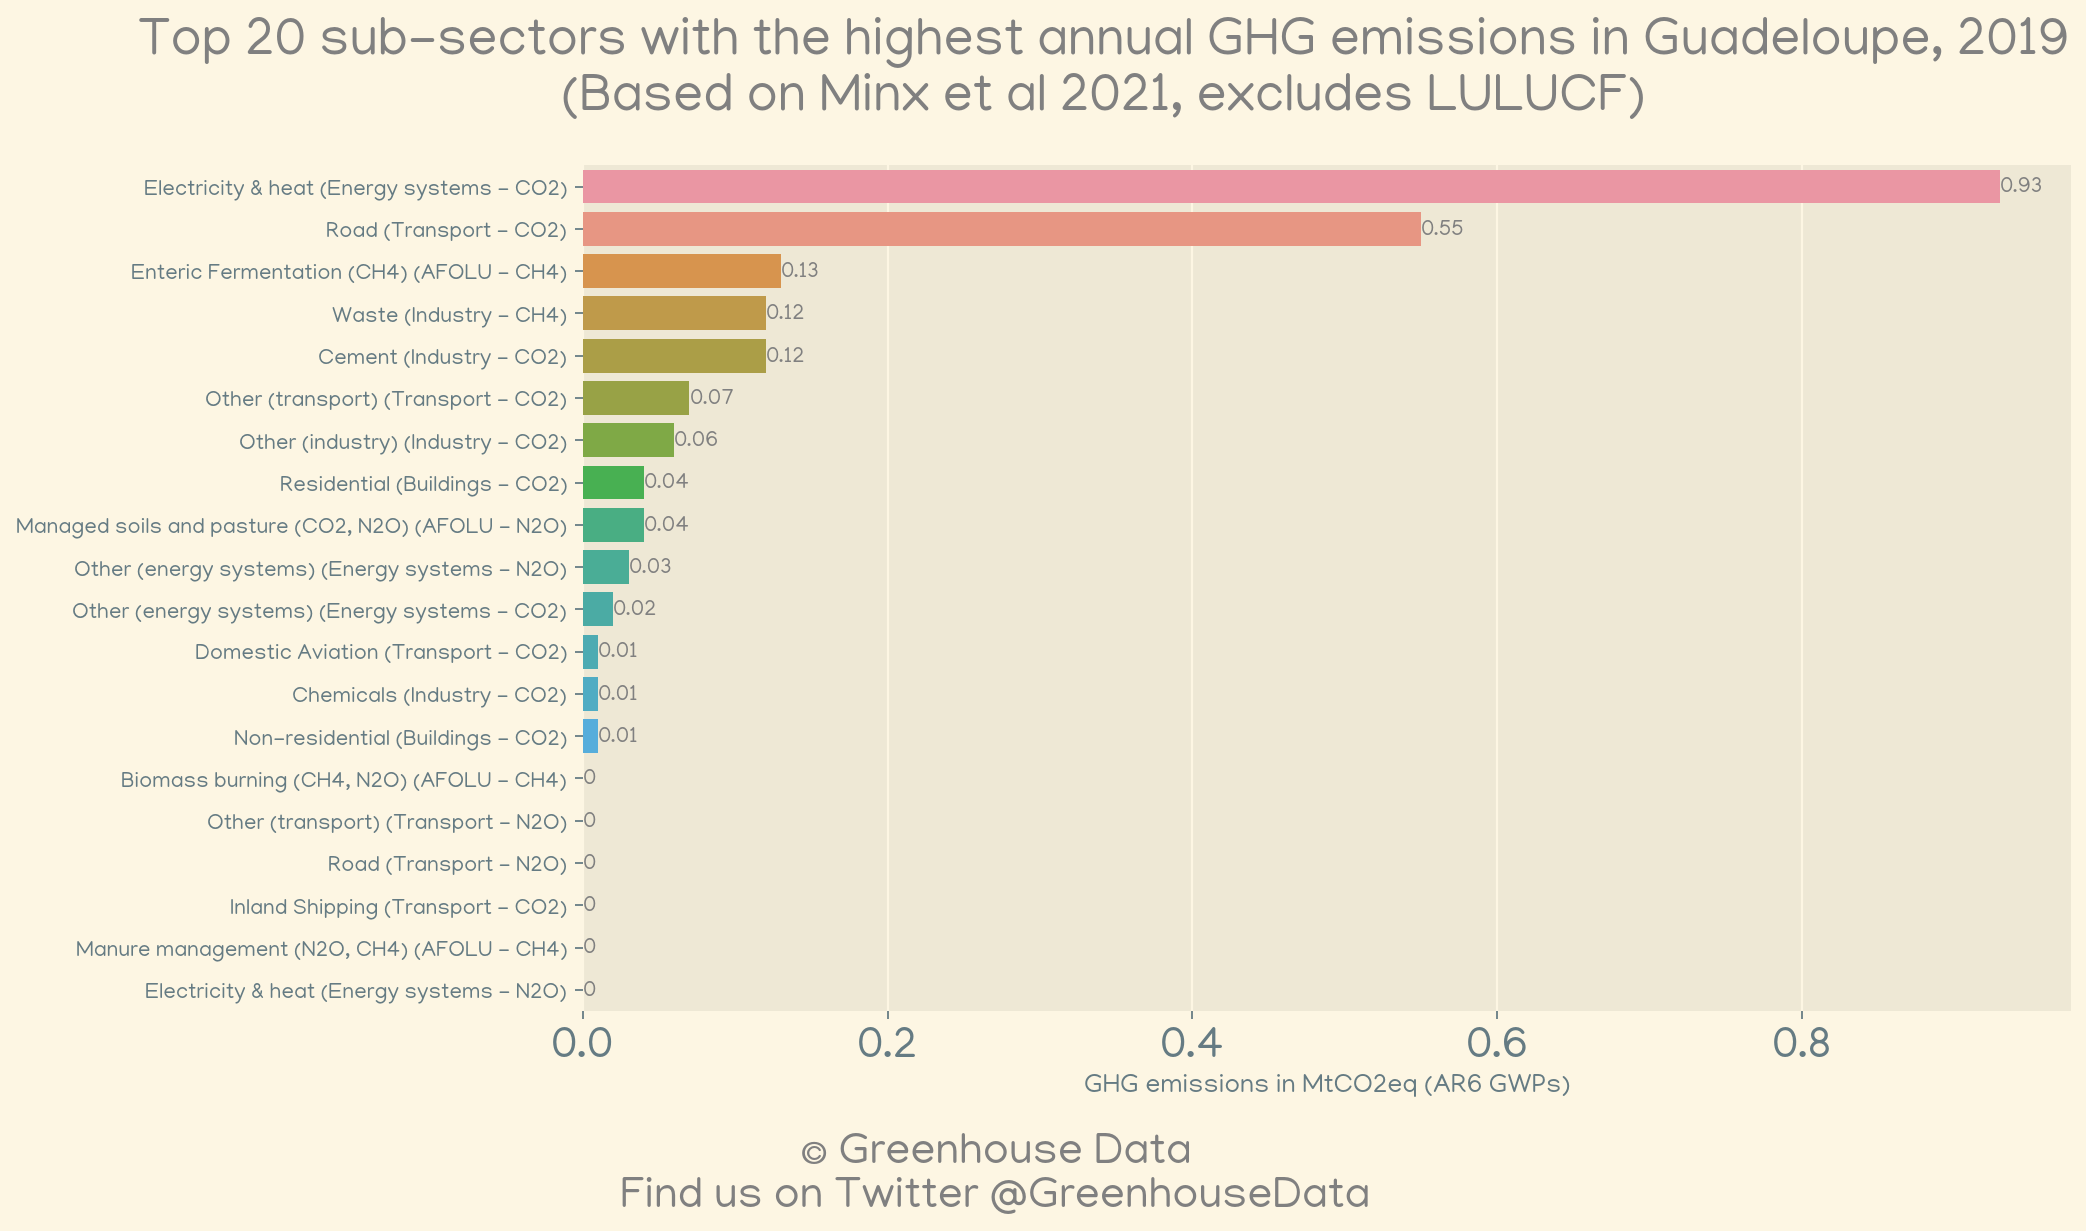 Top 20 sub-sectors with the highest annual GHG emissions in Guadeloupe, 2019
(Based on Minx et al 2021, excludes LULUCF)
Electricity & heat (Energy systems - CO2) 0.93
Road (Transport - CO2) 0.55
Enteric Fermentation (CH4) (AFOLU - CH4) 0.13
Waste (Industry - CH4) 0.12
Cement (Industry - CO2) 0.12
Other (transport) (Transport - CO2) 0.07
Other (industry) (Industry - CO2) 0.06
Residential (Buildings - CO2) 0.04
Managed soils and pasture (CO2, N2O) (AFOLU - N2O) 0.04
Other (energy systems) (Energy systems - N2O) 0.03
Other (energy systems) (Energy systems - CO2) 0.02
Domestic Aviation (Transport - CO2) 0.01
Chemicals (Industry - CO2) 0.01
Non-residential (Buildings - CO2) 0.01
Biomass burning (CH4, N2O) (AFOLU - CH4) 0
Other (transport) (Transport - N2O) 0
Road (Transport - N2O) 0
Inland Shipping (Transport - CO2) 0
Manure management (N2O, CH4) (AFOLU - CH4) 0
Electricity & heat (Energy systems - N2O) 0
0.0 0.2 0.4 0.6 0.8
GHG emissions in MtCO2eq (AR6 GWPs)
© Greenhouse Data
Find us on Twitter @GreenhouseData